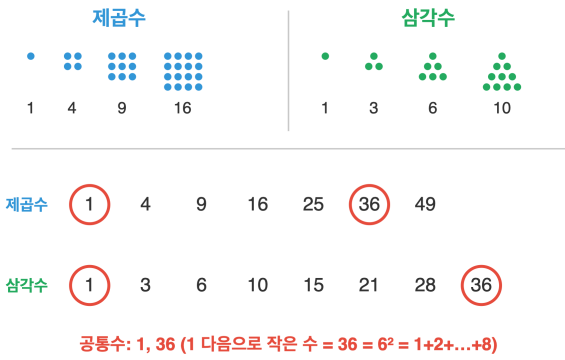 제곱수 삼각수
1 4 9 16 1 3 6 10
제곱수 1 4 9 16 25 36 49
삼각수 1 3 6 10 15 21 28 36
공통수: 1, 36 (1 다음으로 작은 수 = 36 = 6² = 1+2+…+8)